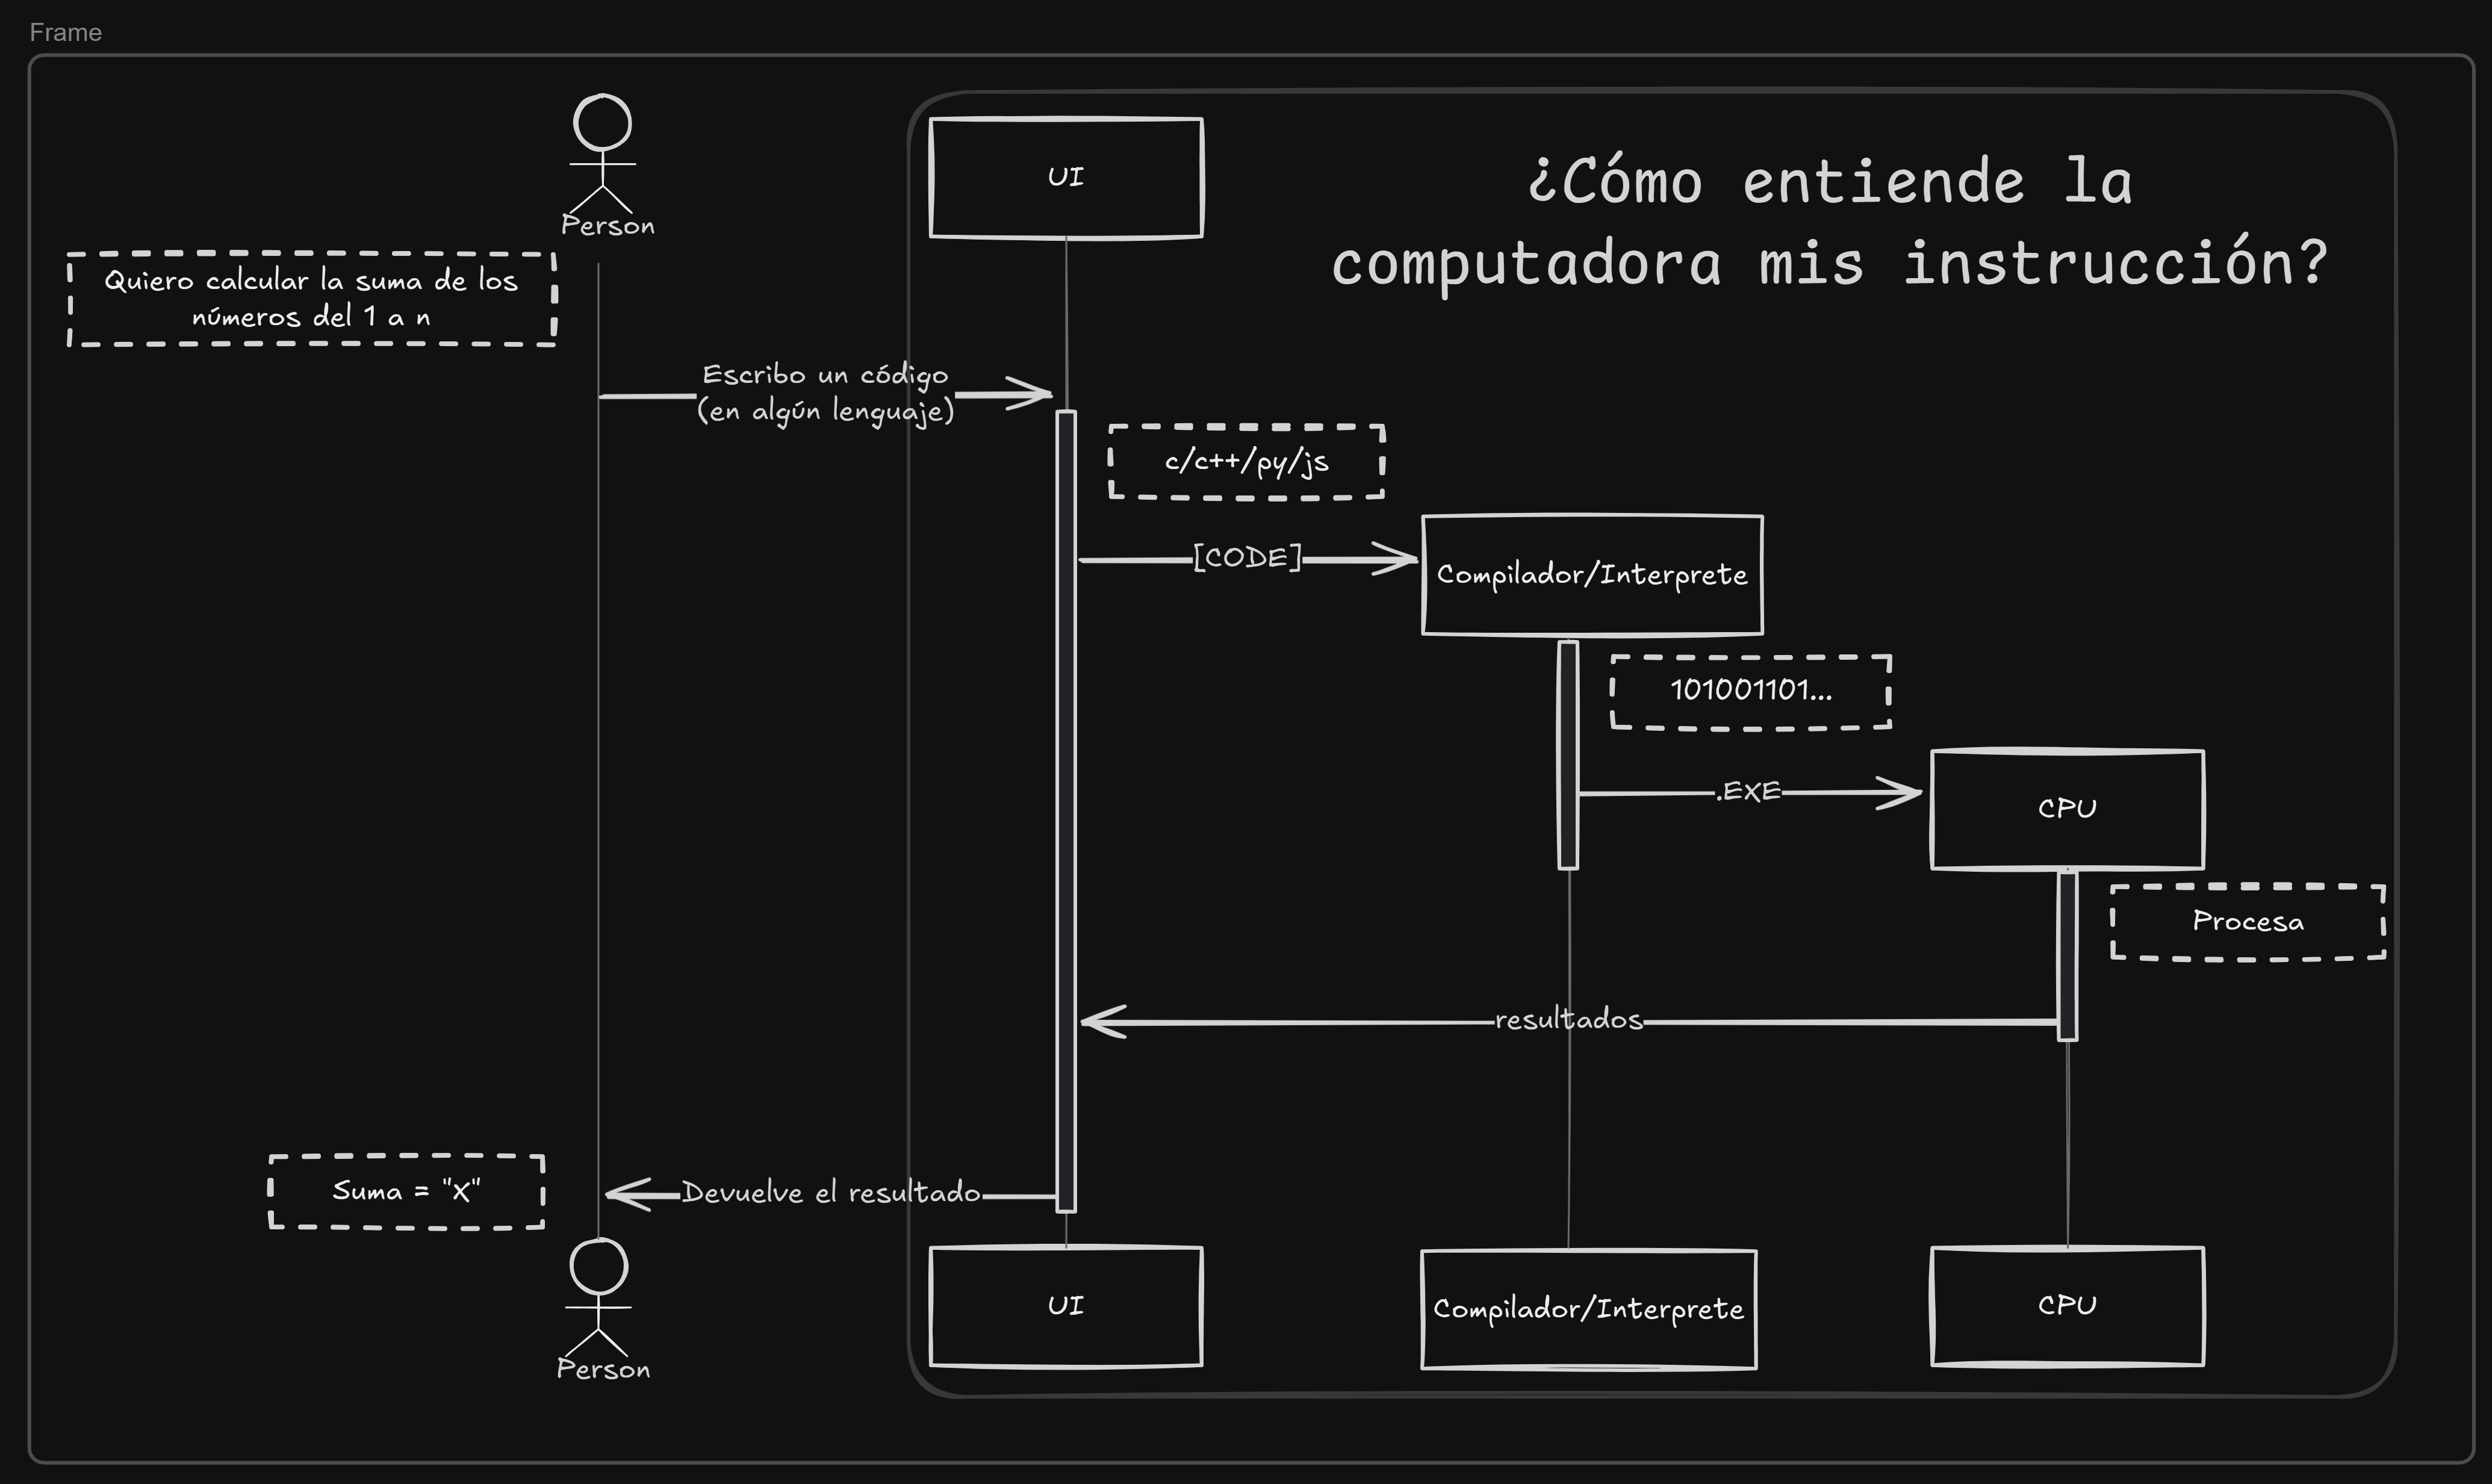 Frame
Person
UI
¿Cómo entiende la
computadora mis instrucción?
Quiero calcular la suma de los
números del 1 a n
Escribo un código
(en algún lenguaje)
c/c++/py/js
[CODE]
Compilador/Interprete
101001101...
.EXE
CPU
Procesa
resultados
Suma = "X"
Devuelve el resultado
Person
UI
Compilador/Interprete
CPU